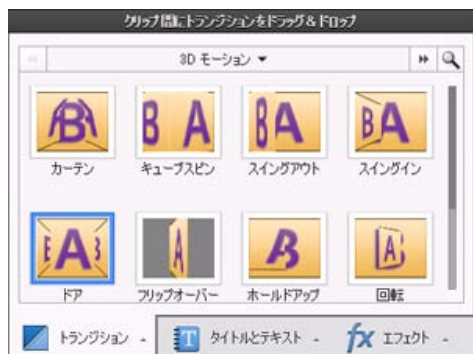 クリップ間にトランジションをドラッグ&ドロップ
3D モーション
B A
B A
B A
B A
カーテン
キューブスピン
スイングアウト
スイングイン
E A 3
A
B
A
ドア
フリップオーバー
ホールドアップ
回転
トランジション
T タイトルとテキスト
fx エフェクト